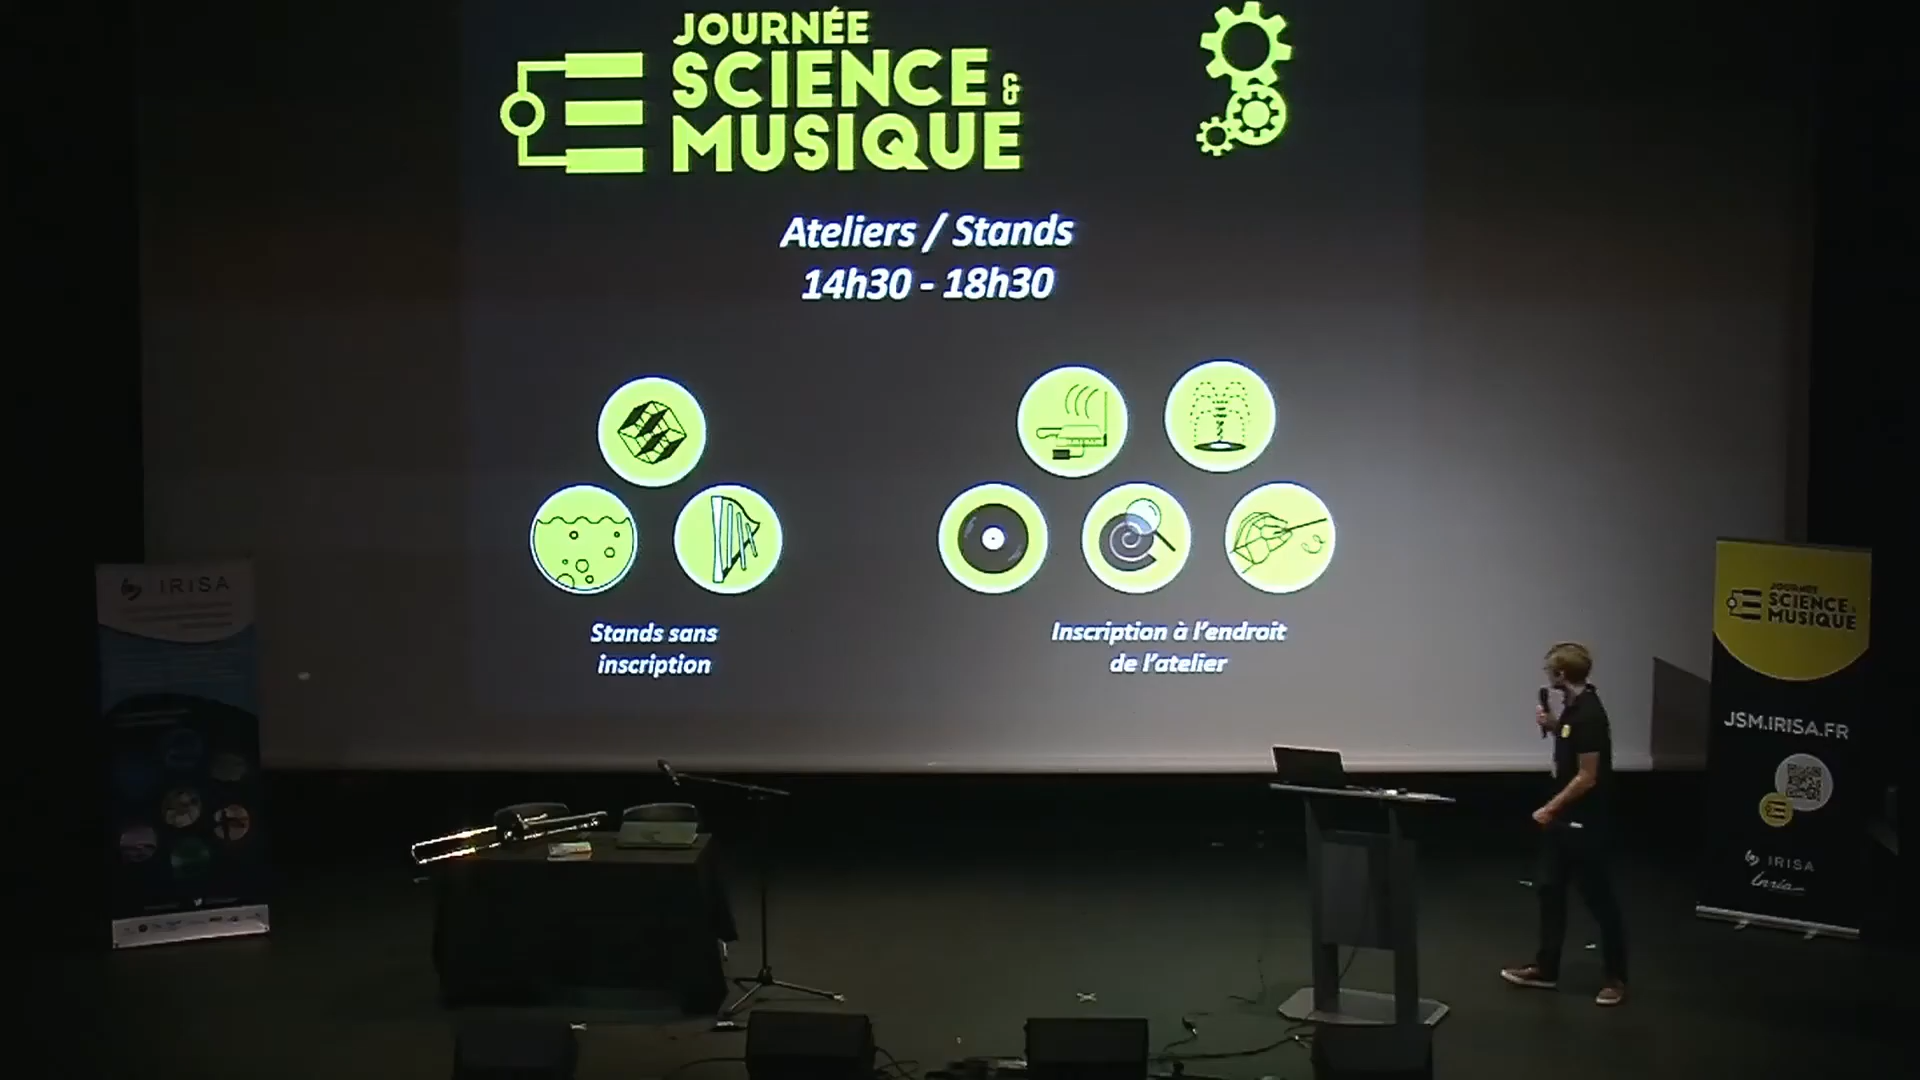 JOURNÉE
SCIENCE &
MUSIQUE
Ateliers / Stands
14h30 - 18h30
Stands sans
inscription
Inscription à l'endroit
de l'atelier
IRISA
JOURNÉE
SCIENCE &
MUSIQUE
JSM.IRISA.FR
IRISA
Inria